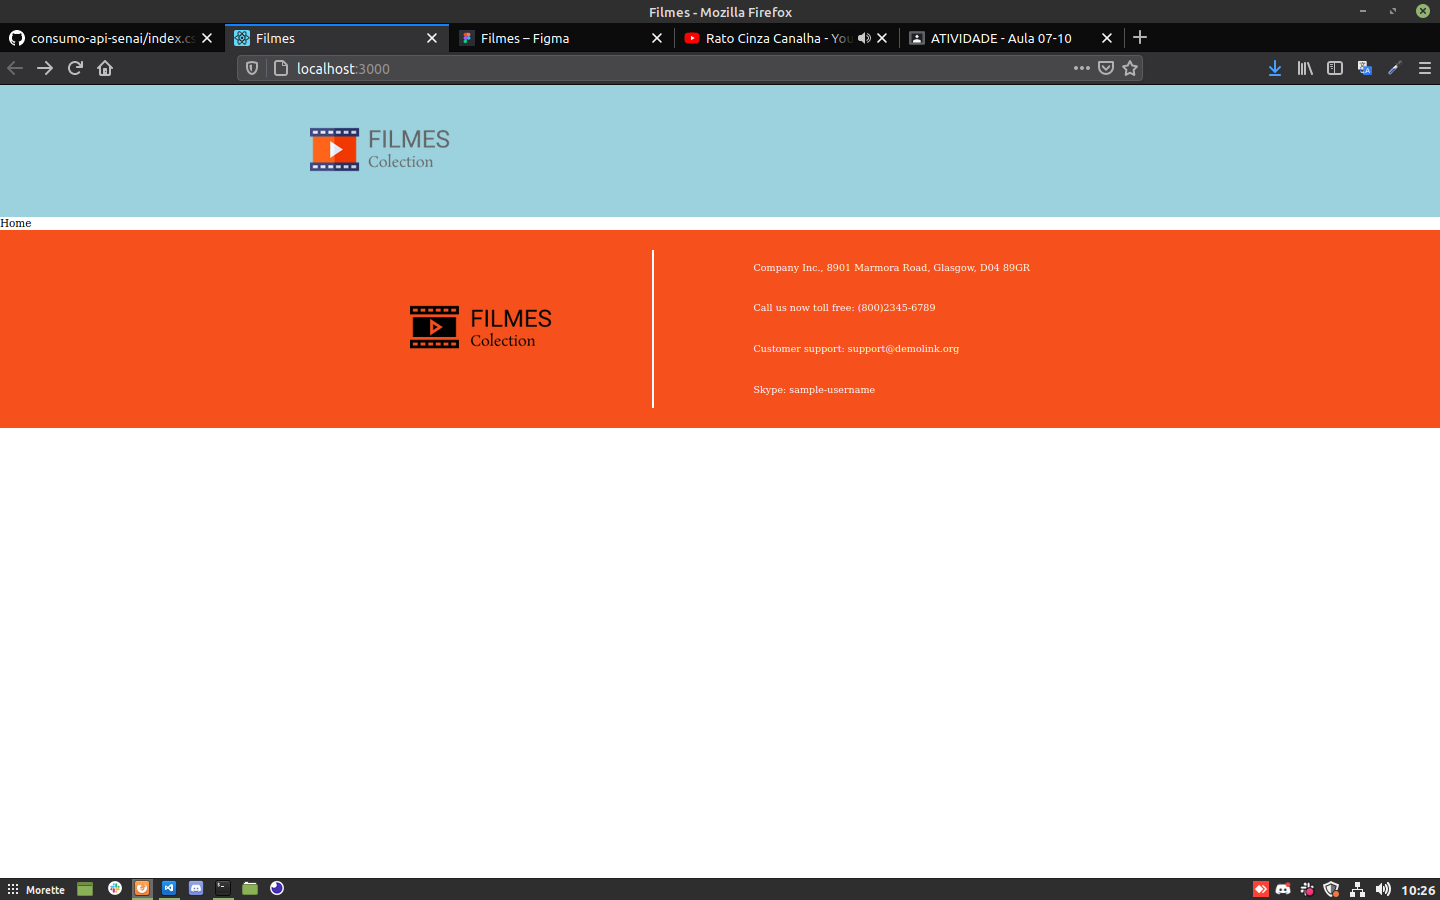 Filmes - Mozilla Firefox
consumo-api-senai/index.cs
Filmes
Filmes – Figma
Rato Cinza Canalha - You
ATIVIDADE - Aula 07-10
localhost:3000
FILMES
Colection
Home
FILMES
Colection
Company Inc., 8901 Marmora Road, Glasgow, D04 89GR
Call us now toll free: (800)2345-6789
Customer support: support@demolink.org
Skype: sample-username
Morette
10:26